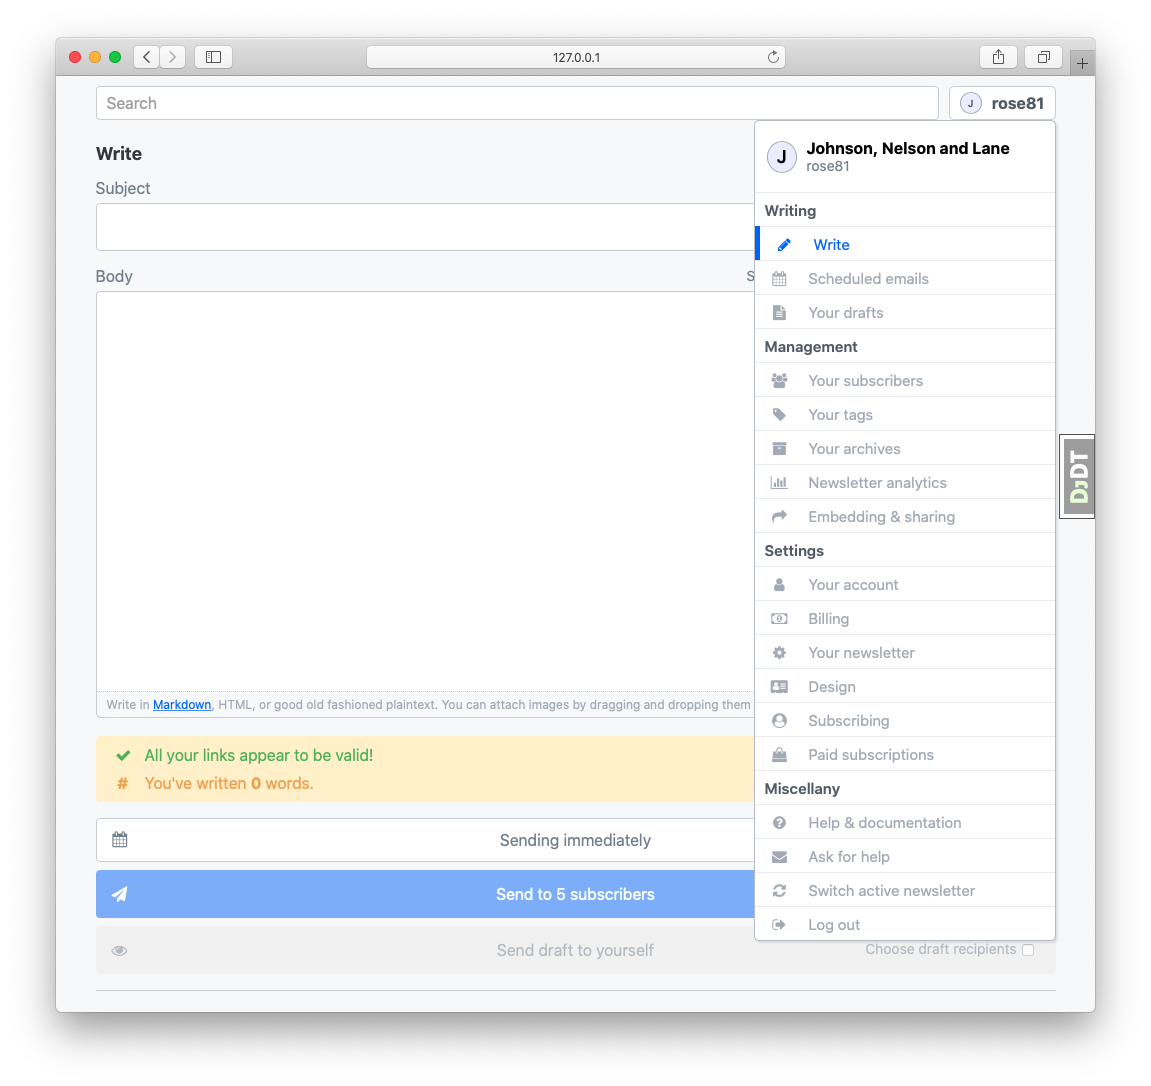 127.0.0.1
Search
J rose81
J Johnson, Nelson and Lane
rose81
Write
Subject
Body
S
Writing
Write
Scheduled emails
Your drafts
Management
Your subscribers
Your tags
Your archives
Newsletter analytics
Embedding & sharing
Settings
Your account
Billing
Your newsletter
Design
Subscribing
Paid subscriptions
Miscellany
Help & documentation
Ask for help
Switch active newsletter
Log out
DJDT
Write in Markdown, HTML, or good old fashioned plaintext. You can attach images by dragging and dropping them
All your links appear to be valid!
# You've written 0 words.
Sending immediately
Send to 5 subscribers
Send draft to yourself
Choose draft recipients